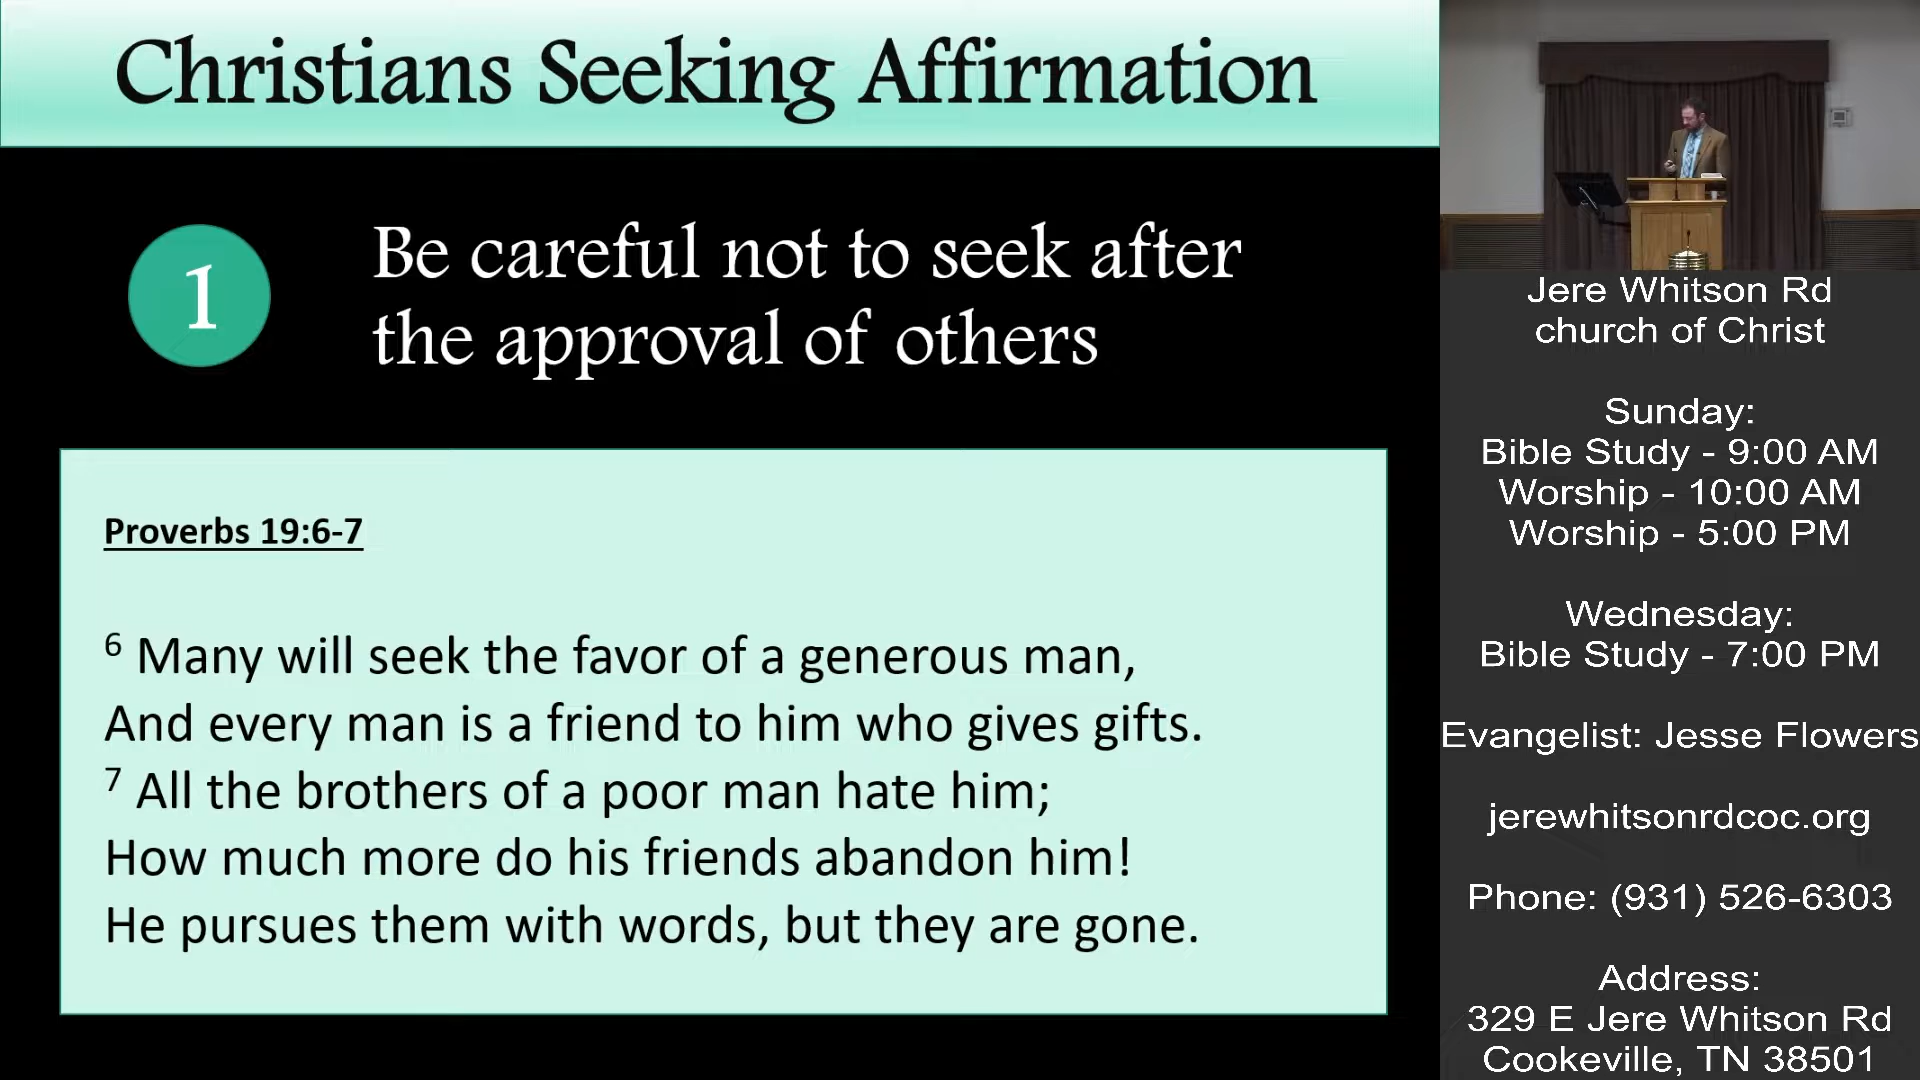 Christians Seeking Affirmation
1
Be careful not to seek after
the approval of others
Proverbs 19:6-7
6 Many will seek the favor of a generous man,
And every man is a friend to him who gives gifts.
7 All the brothers of a poor man hate him;
How much more do his friends abandon him!
He pursues them with words, but they are gone.
Jere Whitson Rd
church of Christ
Sunday:
Bible Study - 9:00 AM
Worship - 10:00 AM
Worship - 5:00 PM
Wednesday:
Bible Study - 7:00 PM
Evangelist: Jesse Flowers
jerewhitsonrdcoc.org
Phone: (931) 526-6303
Address:
329 E Jere Whitson Rd
Cookeville, TN 38501